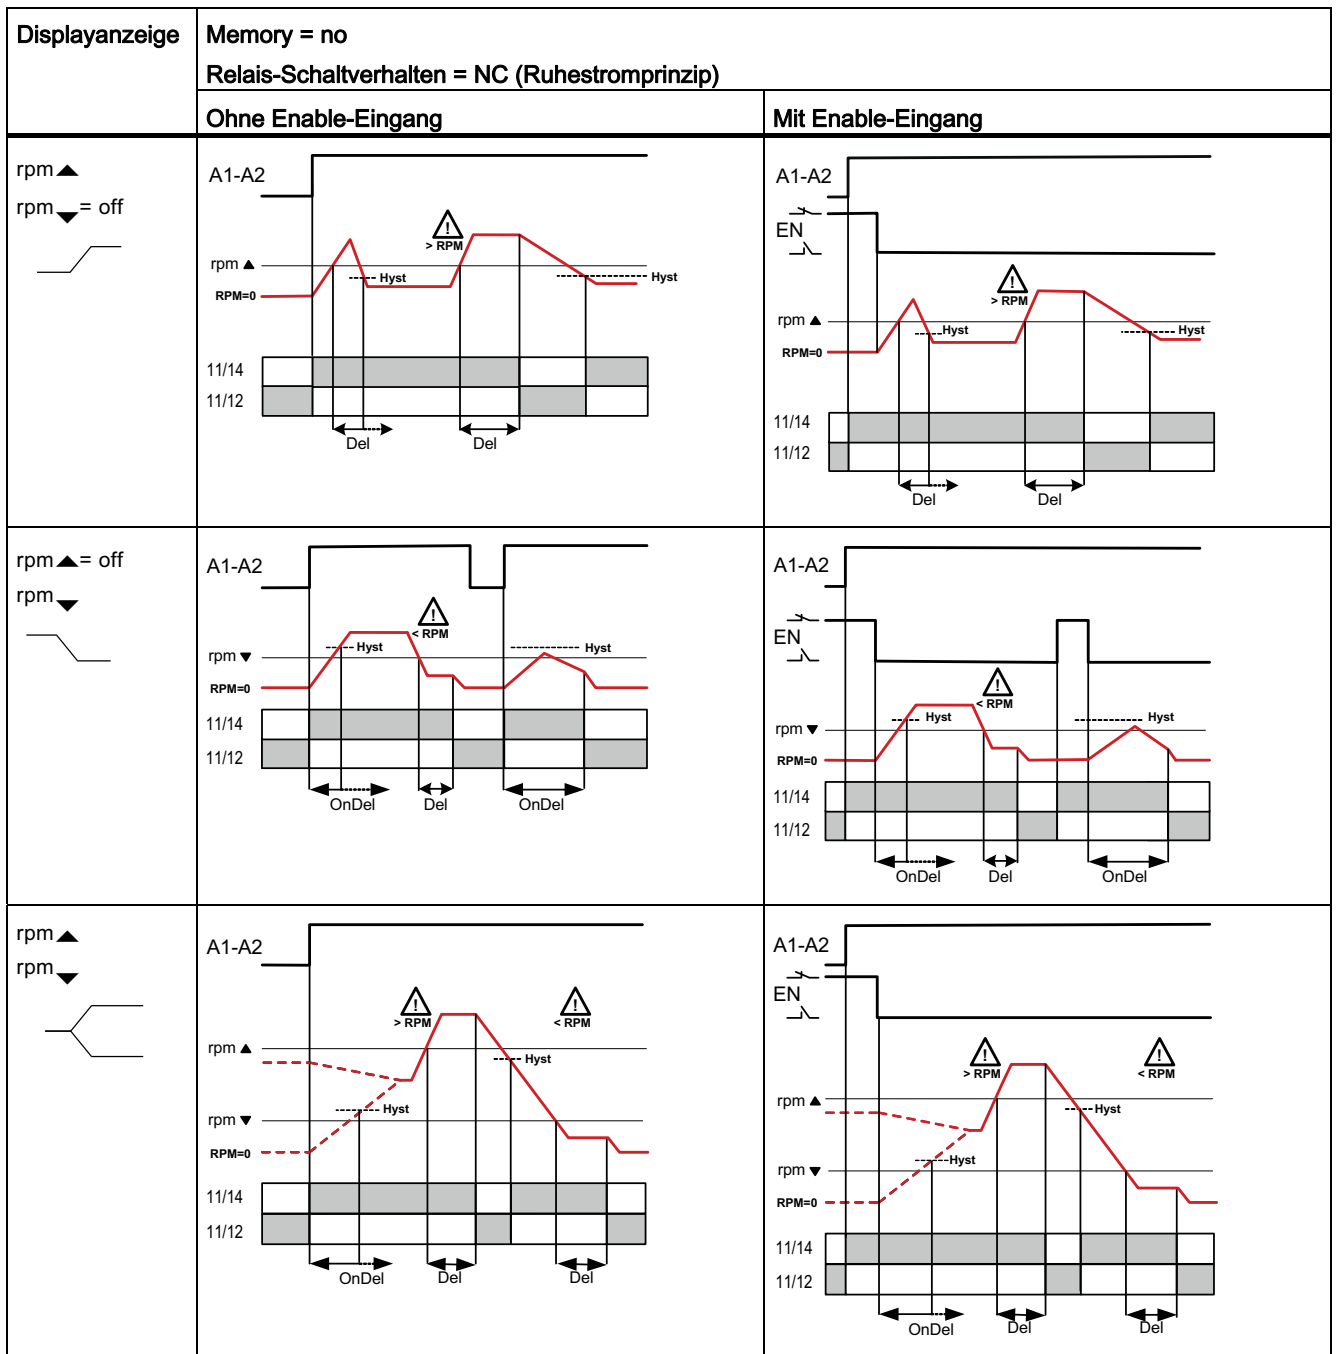 Displayanzeige
Memory = no
Relais-Schaltverhalten = NC (Ruhestromprinzip)
Ohne Enable-Eingang
Mit Enable-Eingang
rpm▲
rpm▼= off
A1-A2
!
> RPM
rpm ▲
Hyst
Hyst
RPM=0
11/14
11/12
Del
Del
A1-A2
EN
!
> RPM
rpm ▲
Hyst
Hyst
RPM=0
11/14
11/12
Del
Del
rpm▲= off
rpm▼
A1-A2
!
< RPM
Hyst
Hyst
rpm ▼
RPM=0
11/14
11/12
OnDel
Del
OnDel
A1-A2
EN
!
< RPM
Hyst
Hyst
rpm ▼
RPM=0
11/14
11/12
OnDel
Del
OnDel
rpm▲
rpm▼
A1-A2
!
> RPM
!
< RPM
rpm ▲
Hyst
Hyst
rpm ▼
RPM=0
11/14
11/12
OnDel
Del
Del
A1-A2
EN
!
> RPM
!
< RPM
rpm ▲
Hyst
Hyst
rpm ▼
RPM=0
11/14
11/12
OnDel
Del
Del